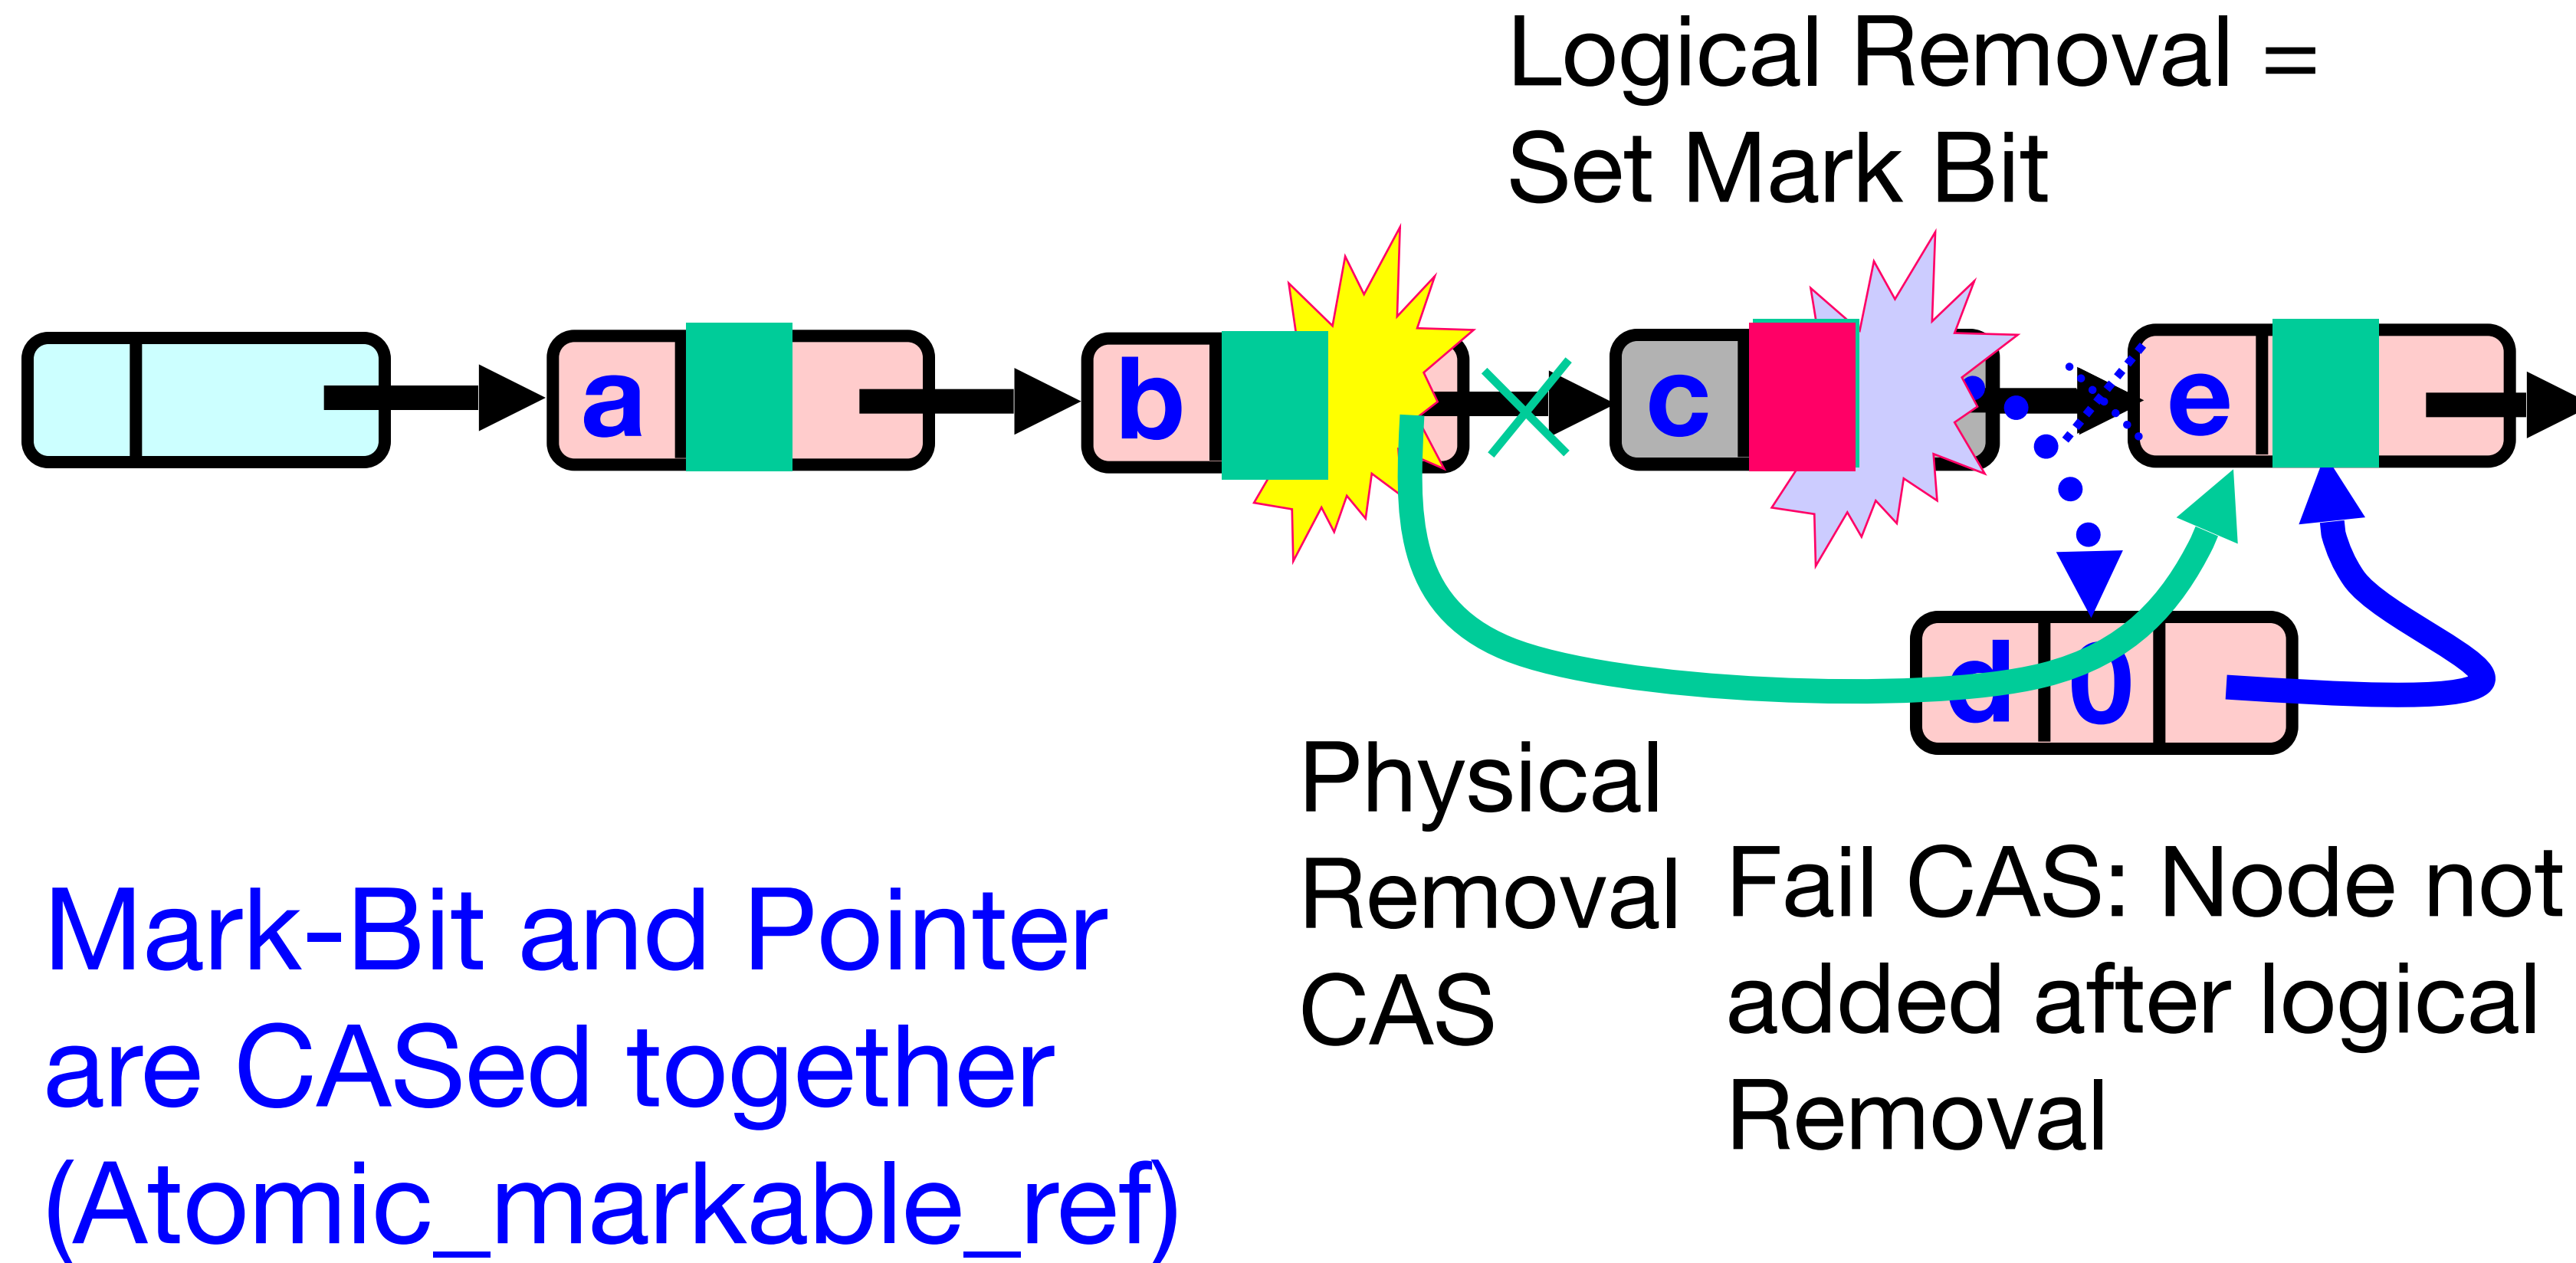 Logical Removal =
Set Mark Bit
a
b
c
e
d 0
Physical
Removal
CAS
Fail CAS: Node not
added after logical
Removal
Mark-Bit and Pointer
are CASed together
(Atomic_markable_ref)